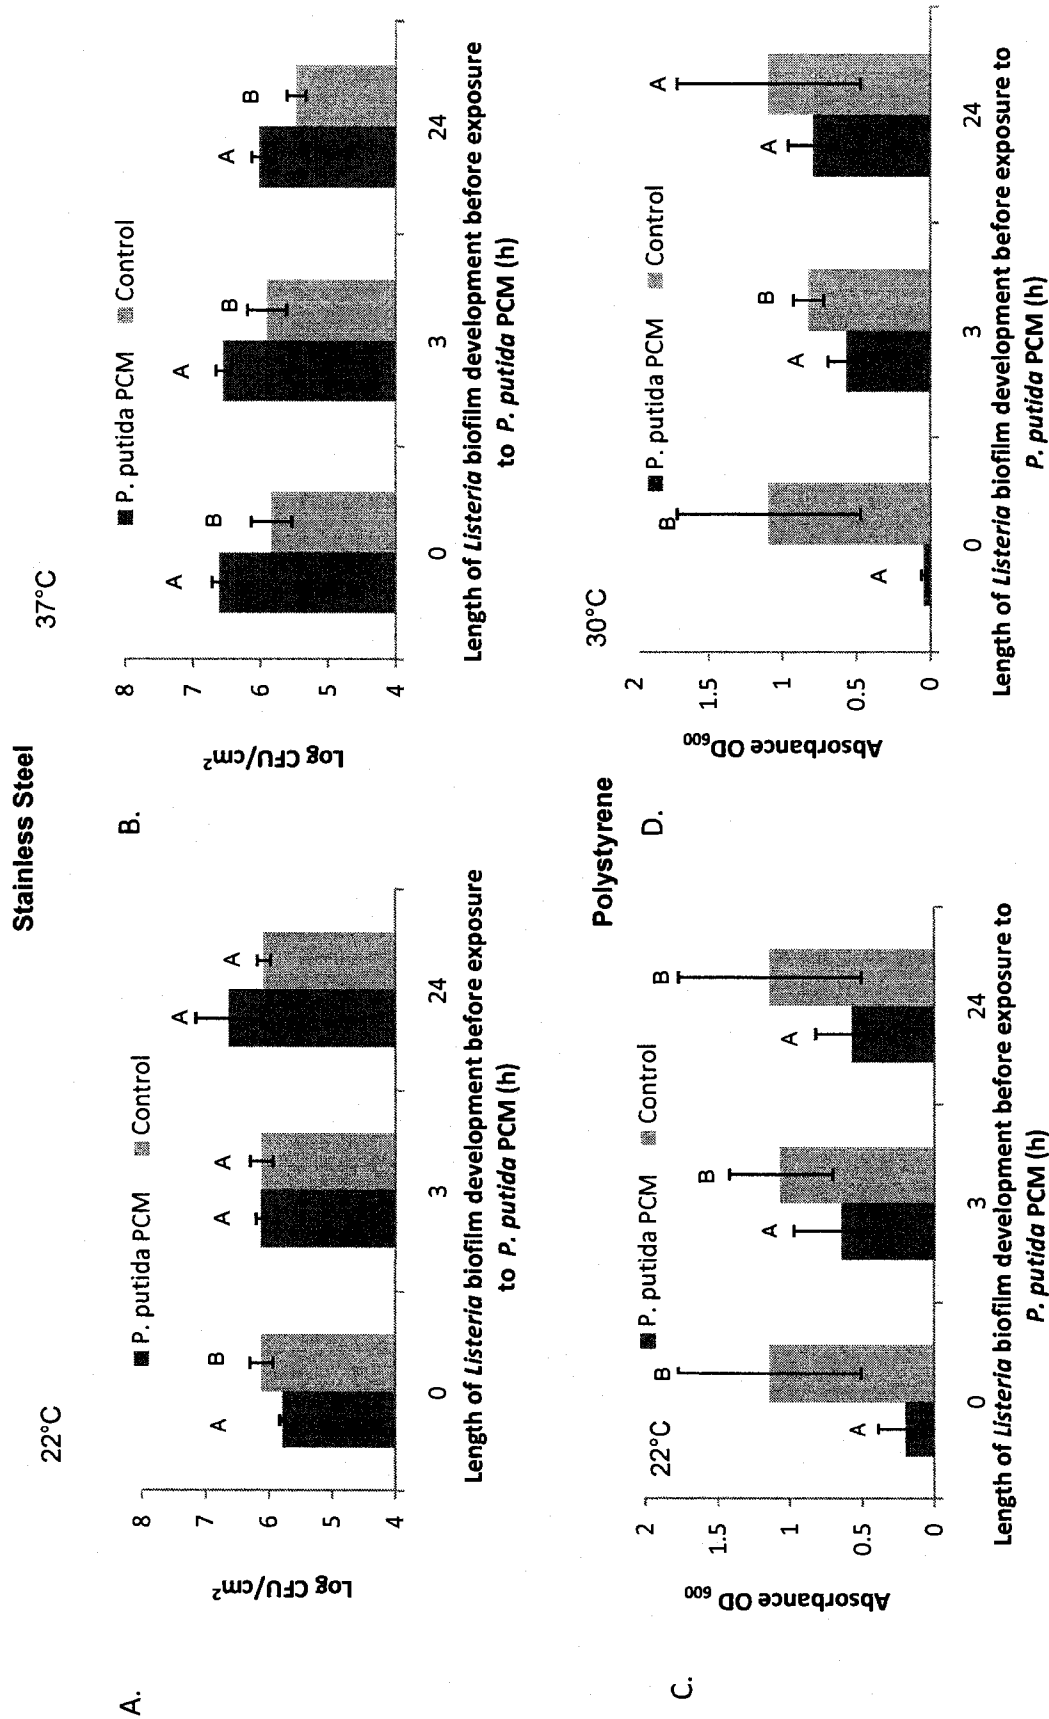 Stainless Steel
A.
22°C
■ P. putida PCM ■ Control
Log CFU/cm²
8
7
6
5
4
A
B
A
A
A
A
0
3
24
Length of Listeria biofilm development before exposure
to P. putida PCM (h)
B.
37°C
■ P. putida PCM ■ Control
Log CFU/cm²
8
7
6
5
4
A
B
A
B
A
B
0
3
24
Length of Listeria biofilm development before exposure
to P. putida PCM (h)
Polystyrene
C.
22°C
■ P. putida PCM ■ Control
Absorbance OD 600
2
1.5
1
0.5
0
A
B
A
B
A
B
0
3
24
Length of Listeria biofilm development before exposure to
P. putida PCM (h)
D.
30°C
■ P. putida PCM ■ Control
Absorbance OD600
2
1.5
1
0.5
0
A
B
A
B
A
A
0
3
24
Length of Listeria biofilm development before exposure to
P. putida PCM (h)